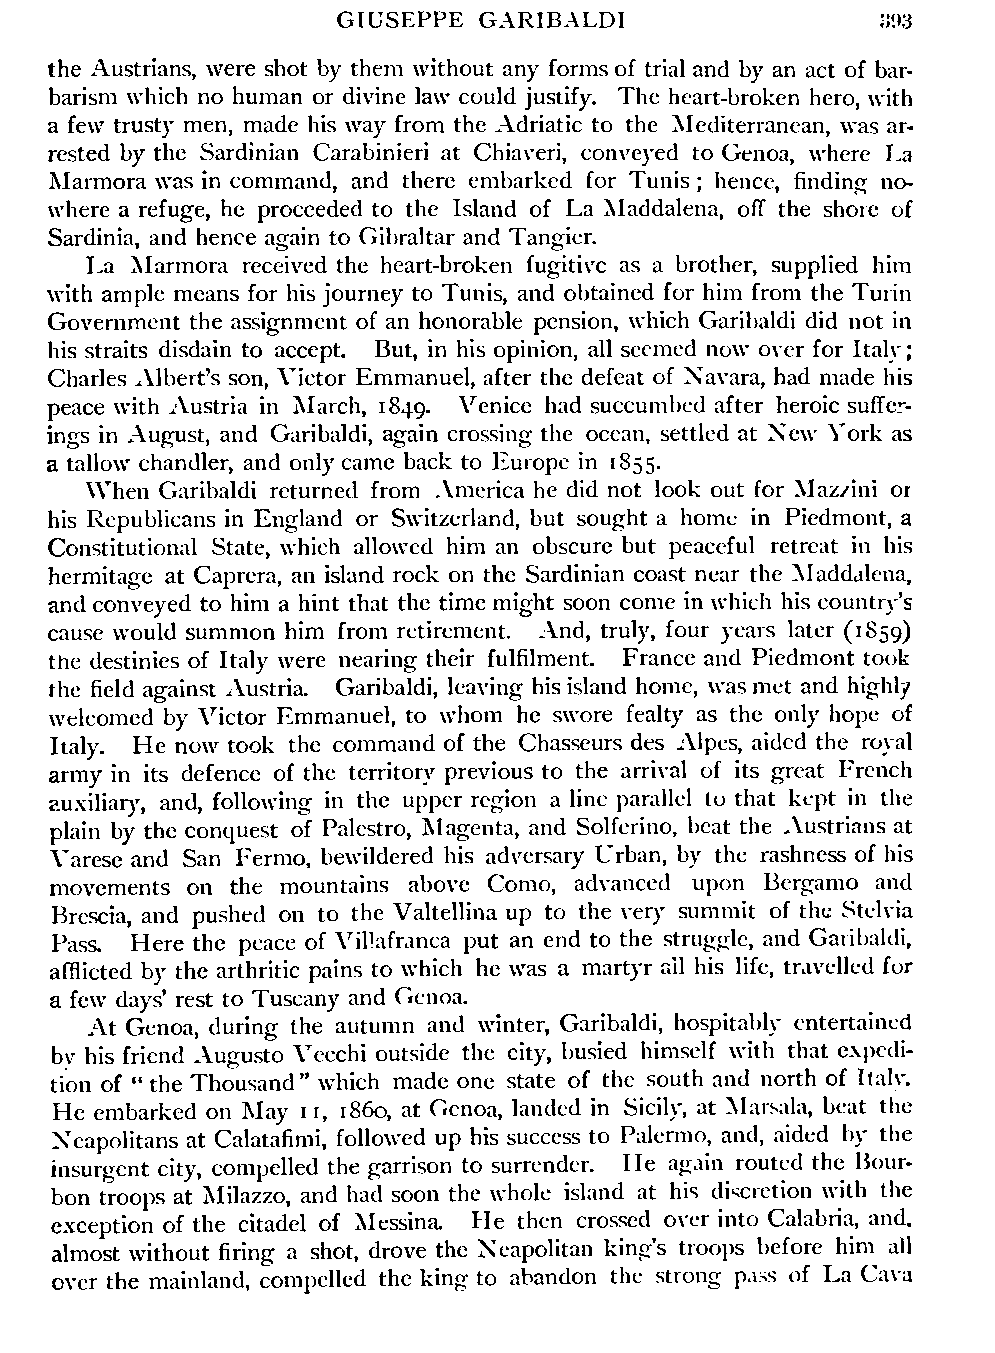 GIUSEPPE GARIBALDI 393
the Austrians, were shot by them without any forms of trial and by an act of bar-
barism which no human or divine law could justify. The heart-broken hero, with
a few trusty men, made his way from the Adriatic to the Mediterranean, was ar-
rested by the Sardinian Carabinieri at Chiaveri, conveyed to Genoa, where La
Marmora was in command, and there embarked for Tunis; hence, finding no-
where a refuge, he proceeded to the Island of La Maddalena, off the shore of
Sardinia, and hence again to Gibraltar and Tangier.
La Marmora received the heart-broken fugitive as a brother, supplied him
with ample means for his journey to Tunis, and obtained for him from the Turin
Government the assignment of an honorable pension, which Garibaldi did not in
his straits disdain to accept. But, in his opinion, all seemed now over for Italy;
Charles Albert's son, Victor Emmanuel, after the defeat of Navara, had made his
peace with Austria in March, 1849. Venice had succumbed after heroic suffer-
ings in August, and Garibaldi, again crossing the ocean, settled at New York as
a tallow chandler, and only came back to Europe in 1855.
When Garibaldi returned from America he did not look out for Mazzini or
his Republicans in England or Switzerland, but sought a home in Piedmont, a
Constitutional State, which allowed him an obscure but peaceful retreat in his
hermitage at Caprera, an island rock on the Sardinian coast near the Maddalena,
and conveyed to him a hint that the time might soon come in which his country's
cause would summon him from retirement. And, truly, four years later (1859)
the destinies of Italy were nearing their fulfilment. France and Piedmont took
the field against Austria. Garibaldi, leaving his island home, was met and highly
welcomed by Victor Emmanuel, to whom he swore fealty as the only hope of
Italy. He now took the command of the Chasseurs des Alpes, aided the royal
army in its defence of the territory previous to the arrival of its great French
auxiliary, and, following in the upper region a line parallel to that kept in the
plain by the conquest of Palestro, Magenta, and Solferino, beat the Austrians at
Varese and San Fermo, bewildered his adversary Urban, by the rashness of his
movements on the mountains above Como, advanced upon Bergamo and
Brescia, and pushed on to the Valtellina up to the very summit of the Stelvia
Pass. Here the peace of Villafranca put an end to the struggle, and Garibaldi,
afflicted by the arthritic pains to which he was a martyr all his life, travelled for
a few days' rest to Tuscany and Genoa.
At Genoa, during the autumn and winter, Garibaldi, hospitably entertained
by his friend Augusto Vecchi outside the city, busied himself with that expedi-
tion of "the Thousand" which made one state of the south and north of Italy.
He embarked on May 11, 1860, at Genoa, landed in Sicily, at Marsala, beat the
Neapolitans at Calatafimi, followed up his success to Palermo, and, aided by the
insurgent city, compelled the garrison to surrender. He again routed the Bour-
bon troops at Milazzo, and had soon the whole island at his discretion with the
exception of the citadel of Messina. He then crossed over into Calabria, and,
almost without firing a shot, drove the Neapolitan king's troops before him all
over the mainland, compelled the king to abandon the strong pass of La Cava